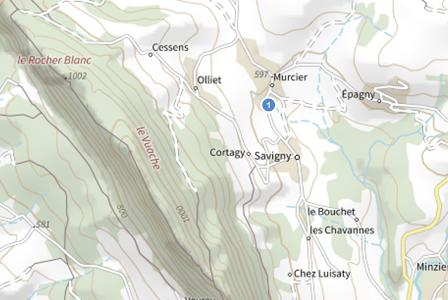 Cessens
le Rocher Blanc
1002
Olliet
597
Murcier
Épagny
1
le Vuache
Cortagy
Savigny
1000
800
581
le Bouchet
les Chavannes
Chez Luisaty
Minzie